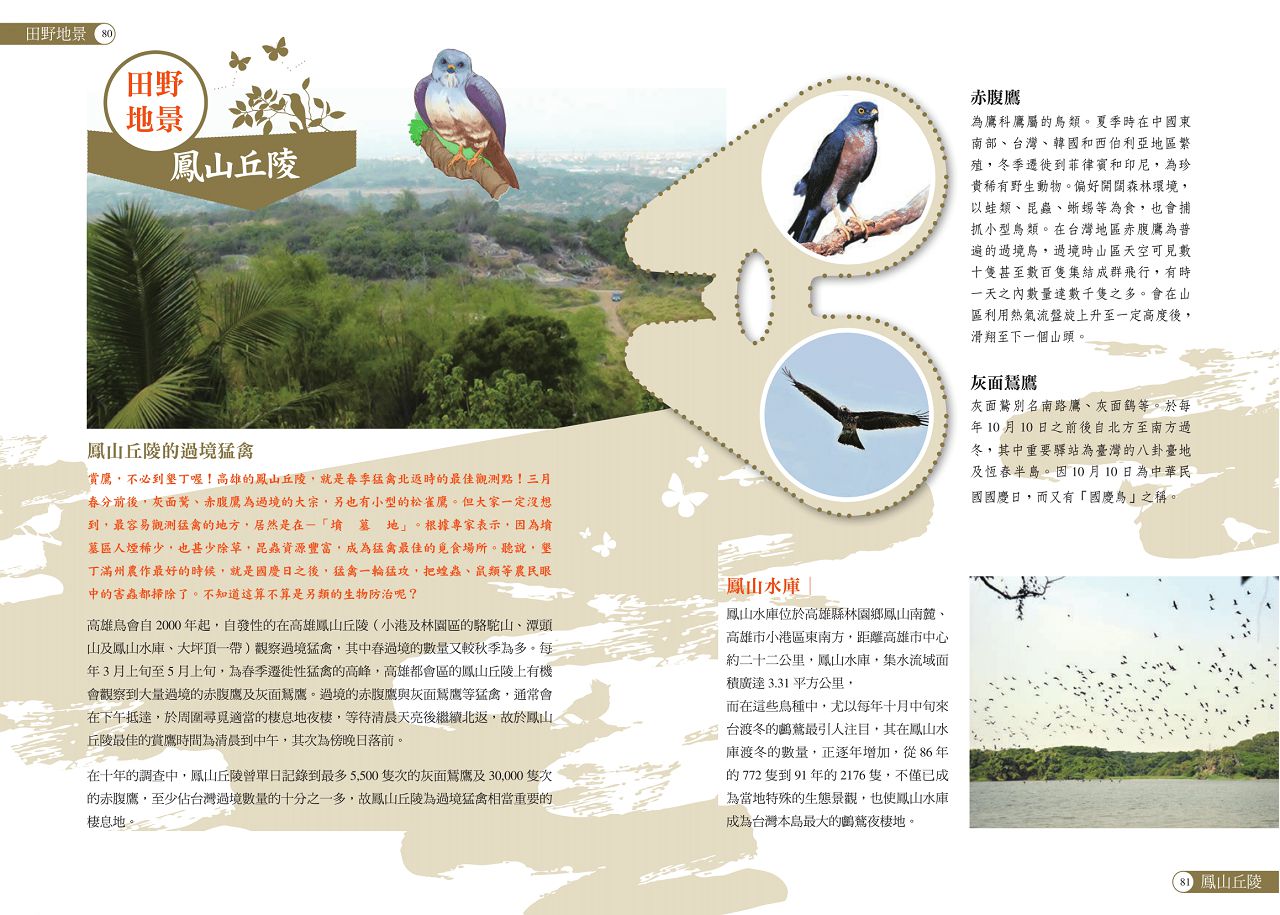 田野地景 80
田野
地景
鳳山丘陵
鳳山丘陵的過境猛禽
賞鷹，不必到墾丁喔！高雄的鳳山丘陵，就是春季猛禽北返時的最佳觀測點！三月
春分前後，灰面鵟、赤腹鷹為過境的大宗，另也有小型的松雀鷹。但大家一定沒想
到，最容易觀測猛禽的地方，居然是在－「墳　墓　地」。根據專家表示，因為墳
墓區人煙稀少，也甚少除草，昆蟲資源豐富，成為猛禽最佳的覓食場所。聽說，墾
丁滿州農作最好的時候，就是國慶日之後，猛禽一輪猛攻，把蝗蟲、鼠類等農民眼
中的害蟲都掃除了。不知道這算不算是另類的生物防治呢？
高雄鳥會自 2000 年起，自發性的在高雄鳳山丘陵（小港及林園區的駱駝山、潭頭
山及鳳山水庫、大坪頂一帶）觀察過境猛禽，其中春過境的數量又較秋季為多。每
年 3 月上旬至 5 月上旬，為春季遷徙性猛禽的高峰，高雄都會區的鳳山丘陵上有機
會觀察到大量過境的赤腹鷹及灰面鵟鷹。過境的赤腹鷹與灰面鵟鷹等猛禽，通常會
在下午抵達，於周圍尋覓適當的棲息地夜棲，等待清晨天亮後繼續北返，故於鳳山
丘陵最佳的賞鷹時間為清晨到中午，其次為傍晚日落前。
在十年的調查中，鳳山丘陵曾單日記錄到最多 5,500 隻次的灰面鵟鷹及 30,000 隻次
的赤腹鷹，至少佔台灣過境數量的十分之一多，故鳳山丘陵為過境猛禽相當重要的
棲息地。
鳳山水庫
鳳山水庫位於高雄縣林園鄉鳳山南麓、
高雄市小港區東南方，距離高雄市中心
約二十二公里，鳳山水庫，集水流域面
積廣達 3.31 平方公里，
而在這些鳥種中，尤以每年十月中旬來
台渡冬的鸕鶿最引人注目，其在鳳山水
庫渡冬的數量，正逐年增加，從 86 年
的 772 隻到 91 年的 2176 隻，不僅已成
為當地特殊的生態景觀，也使鳳山水庫
成為台灣本島最大的鸕鶿夜棲地。
赤腹鷹
為鷹科鷹屬的鳥類。夏季時在中國東
南部、台灣、韓國和西伯利亞地區繁
殖，冬季遷徙到菲律賓和印尼，為珍
貴稀有野生動物。偏好開闊森林環境，
以蛙類、昆蟲、蜥蜴等為食，也會捕
抓小型鳥類。在台灣地區赤腹鷹為普
遍的過境鳥，過境時山區天空可見數
十隻甚至數百隻集結成群飛行，有時
一天之內數量達數千隻之多。會在山
區利用熱氣流盤旋上升至一定高度後，
滑翔至下一個山頭。
灰面鵟鷹
灰面鵟別名南路鷹、灰面鷂等。於每
年 10 月 10 日之前後自北方至南方過
冬，其中重要驛站為臺灣的八卦臺地
及恆春半島。因 10 月 10 日為中華民
國國慶日，而又有「國慶鳥」之稱。
81 鳳山丘陵